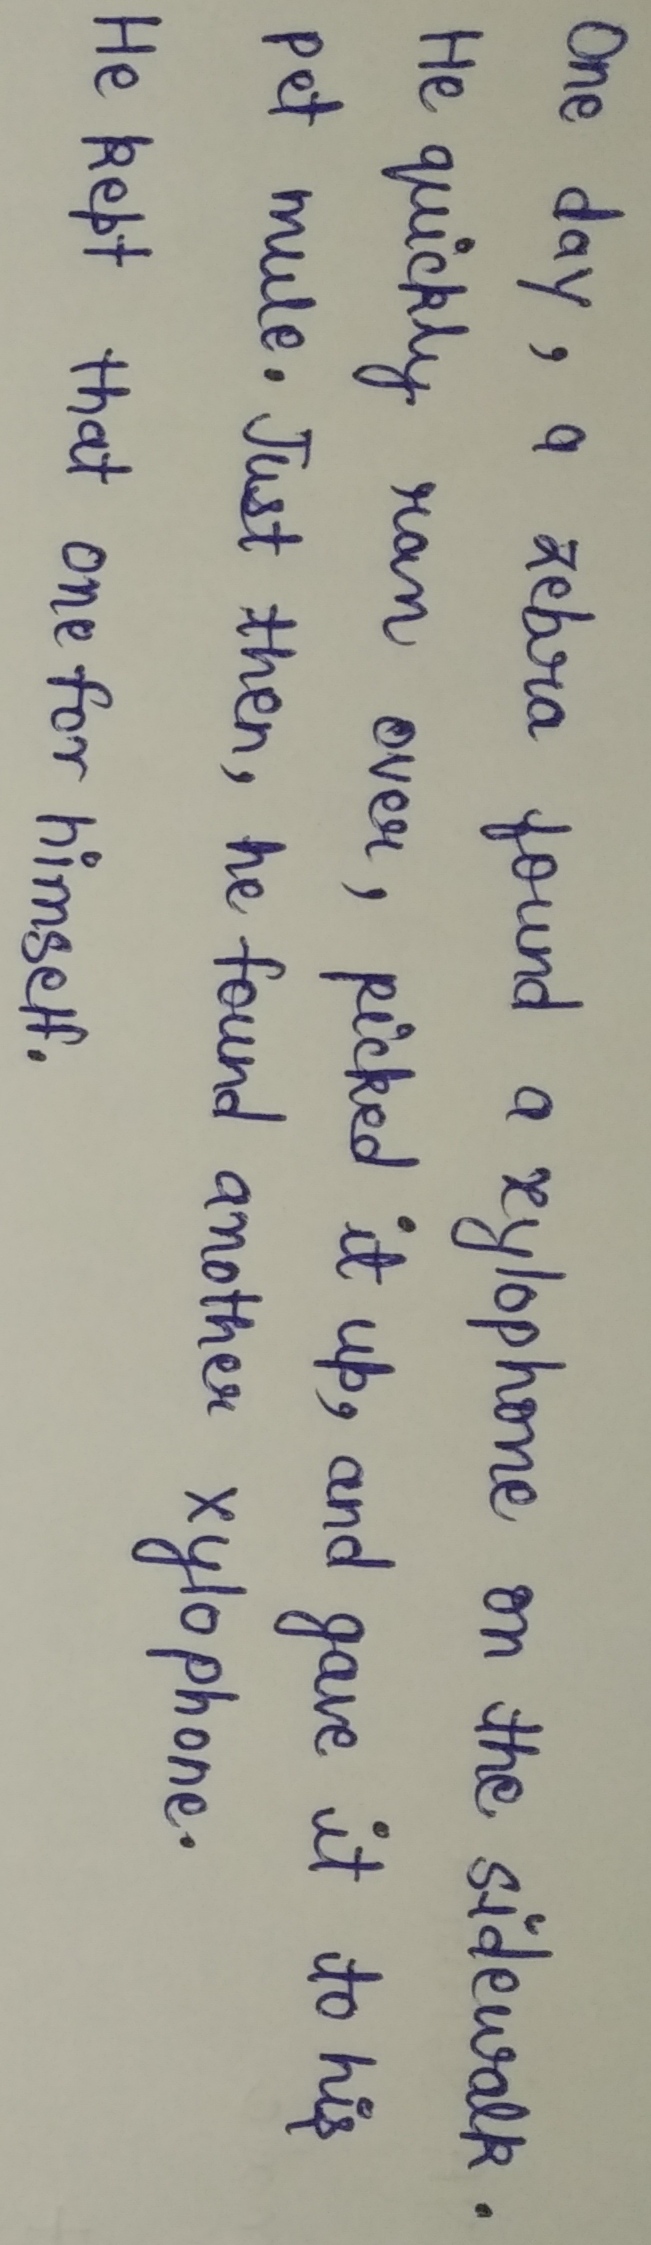 One day, a zebra found a xylophone on the sidewalk.
He quickly ran over, picked it up, and gave it to his
pet mule. Just then, he found another xylophone.
He kept that one for himself.